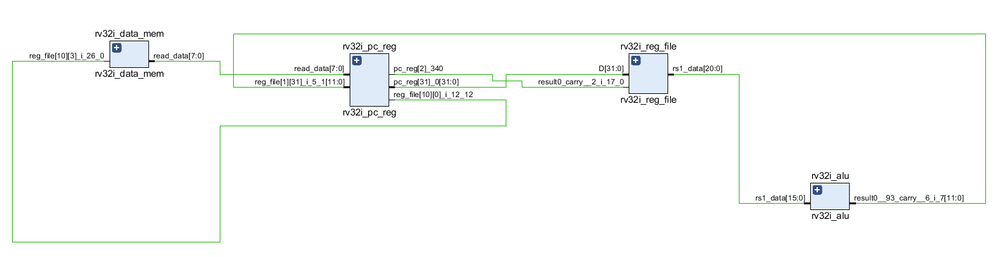 rv32i_data_mem
reg_file[10][3]_i_26_0
read_data[7:0]
rv32i_data_mem
rv32i_pc_reg
read_data[7:0]
reg_file[1][31]_i_5_1[11:0]
pc_reg[2]_340
pc_reg[31]_0[31:0]
reg_file[10][0]_i_12_12
rv32i_pc_reg
rv32i_reg_file
D[31:0]
result0_carry__2_i_17_0
rs1_data[20:0]
rv32i_reg_file
rv32i_alu
rs1_data[15:0]
result0__93_carry__6_i_7[11:0]
rv32i_alu